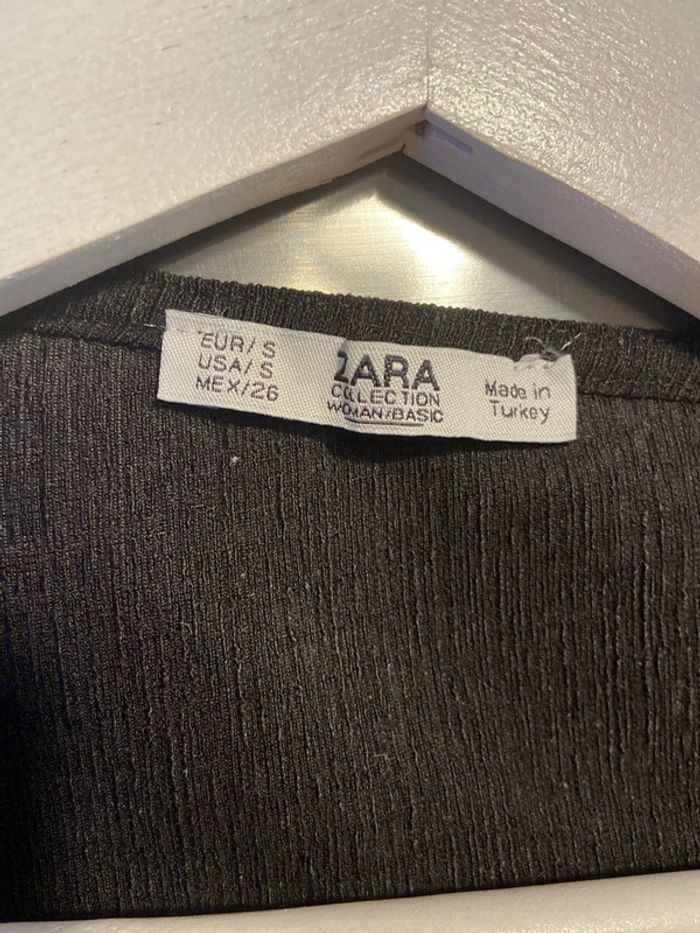 EUR/ S
USA/ S
MEX/26
ZARA
COLLECTION
WOMAN/BASIC
Made in
Turkey